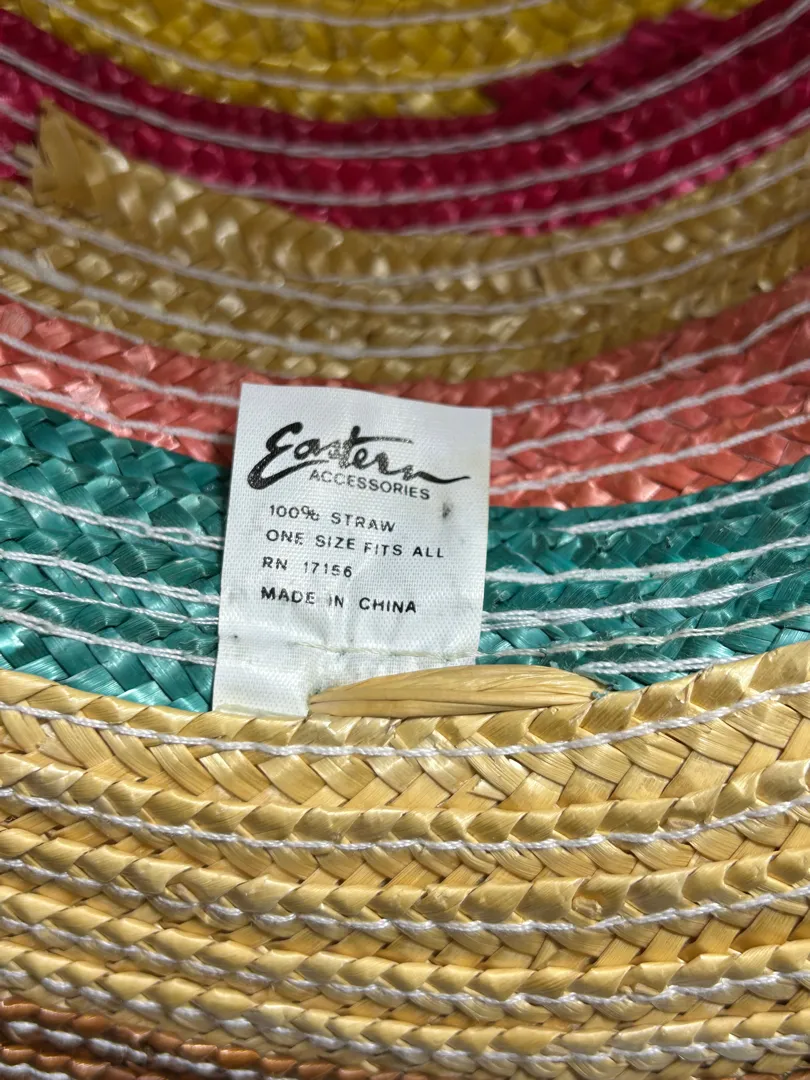 Eastern
ACCESSORIES
100% STRAW
ONE SIZE FITS ALL
RN 17156
MADE IN CHINA